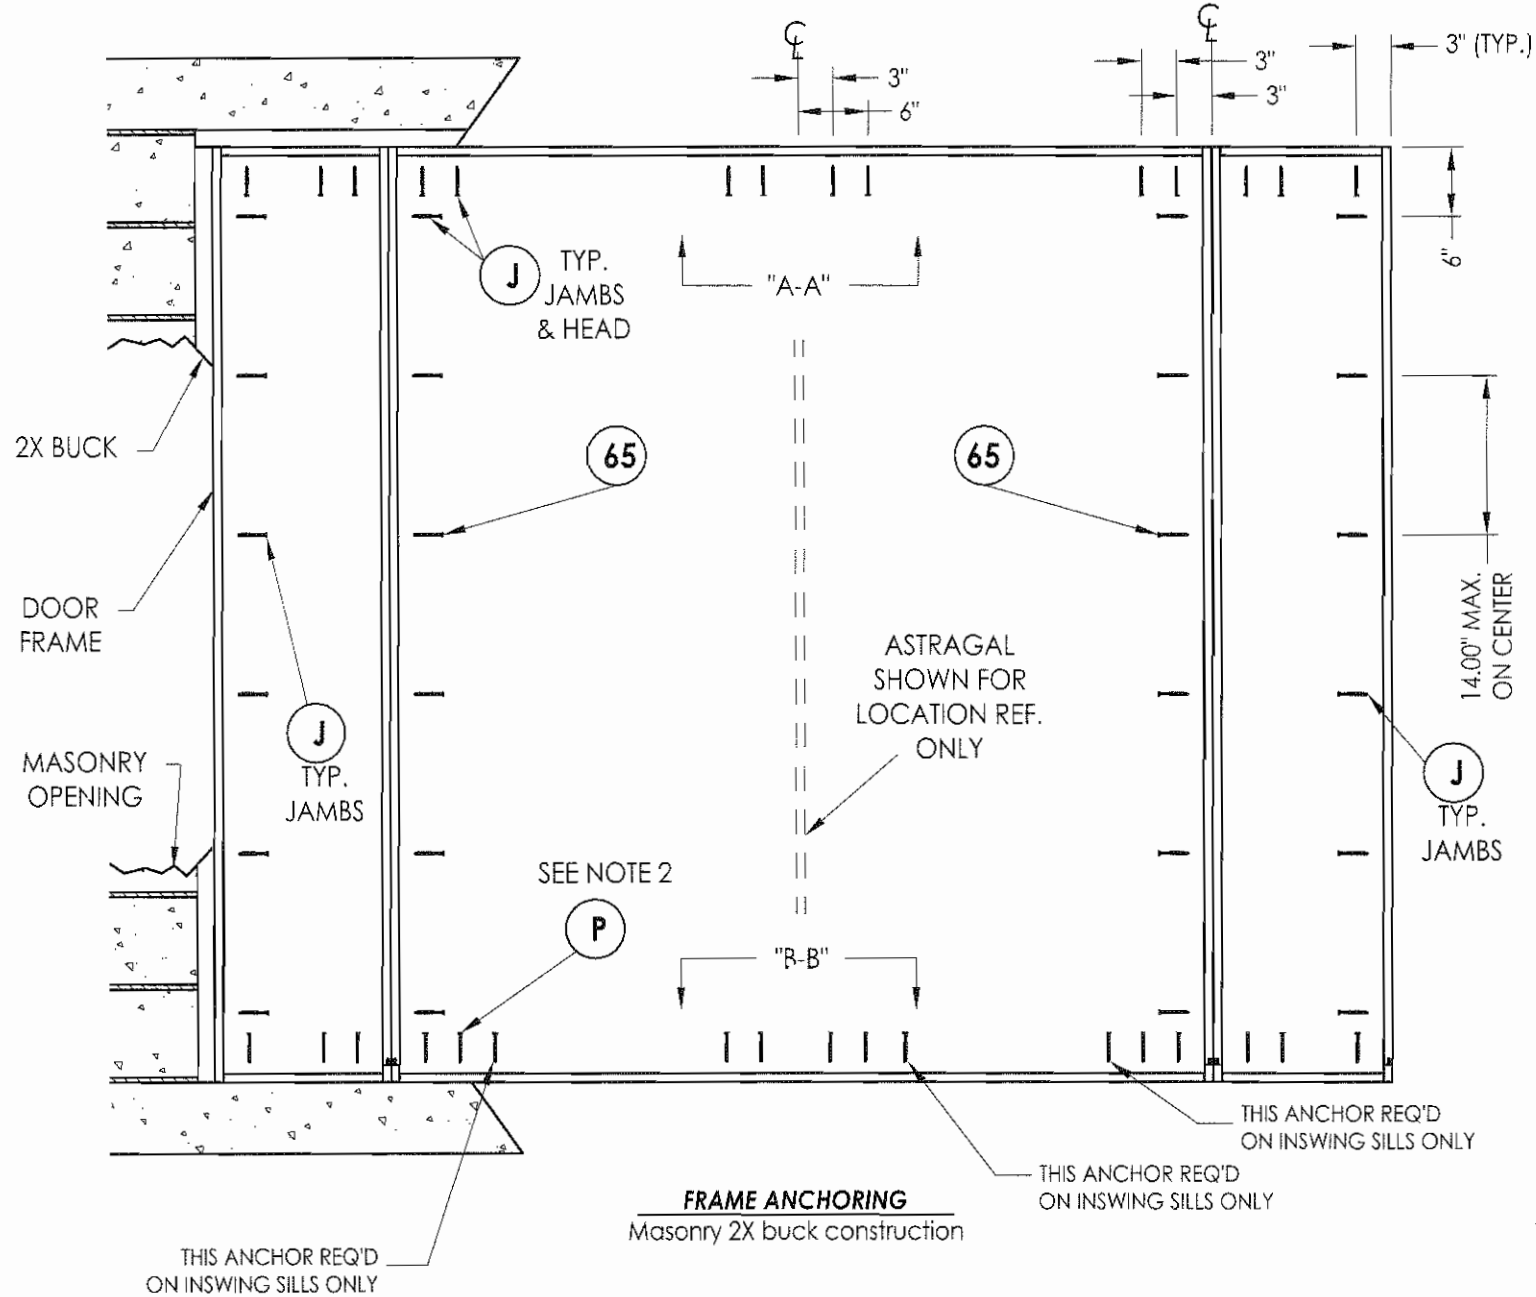 ℄
℄
3" (TYP.)
3"
3"
6"
3"
6"
"A-A"
J
TYP.
JAMBS
& HEAD
2X BUCK
65
65
DOOR
FRAME
14.00" MAX.
ON CENTER
ASTRAGAL
SHOWN FOR
LOCATION REF.
ONLY
J
TYP.
JAMBS
MASONRY
OPENING
J
TYP.
JAMBS
SEE NOTE 2
P
"B-B"
THIS ANCHOR REQ'D
ON INSWING SILLS ONLY
THIS ANCHOR REQ'D
ON INSWING SILLS ONLY
FRAME ANCHORING
Masonry 2X buck construction
THIS ANCHOR REQ'D
ON INSWING SILLS ONLY